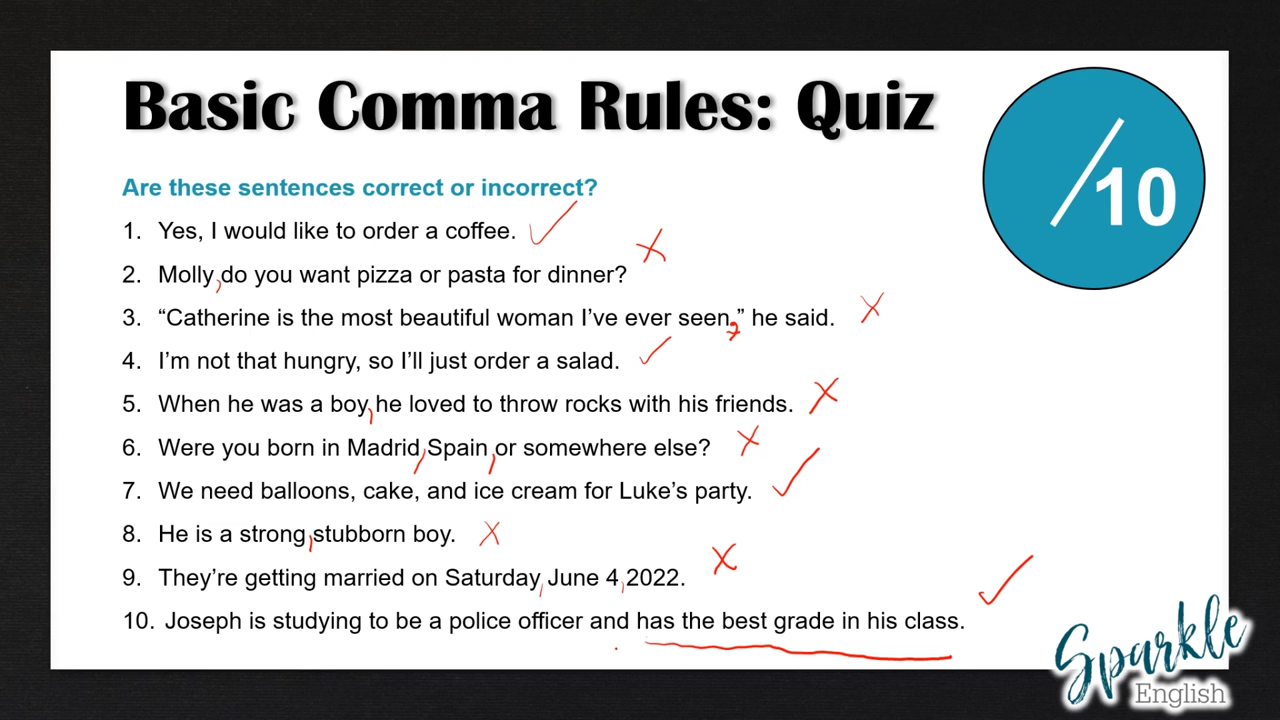 Basic Comma Rules: Quiz
/10
Are these sentences correct or incorrect?
1. Yes, I would like to order a coffee.
2. Molly, do you want pizza or pasta for dinner?
3. “Catherine is the most beautiful woman I’ve ever seen,” he said.
4. I’m not that hungry, so I’ll just order a salad.
5. When he was a boy, he loved to throw rocks with his friends.
6. Were you born in Madrid, Spain, or somewhere else?
7. We need balloons, cake, and ice cream for Luke’s party.
8. He is a strong, stubborn boy.
9. They’re getting married on Saturday, June 4, 2022.
10. Joseph is studying to be a police officer and has the best grade in his class.
Sparkle
English